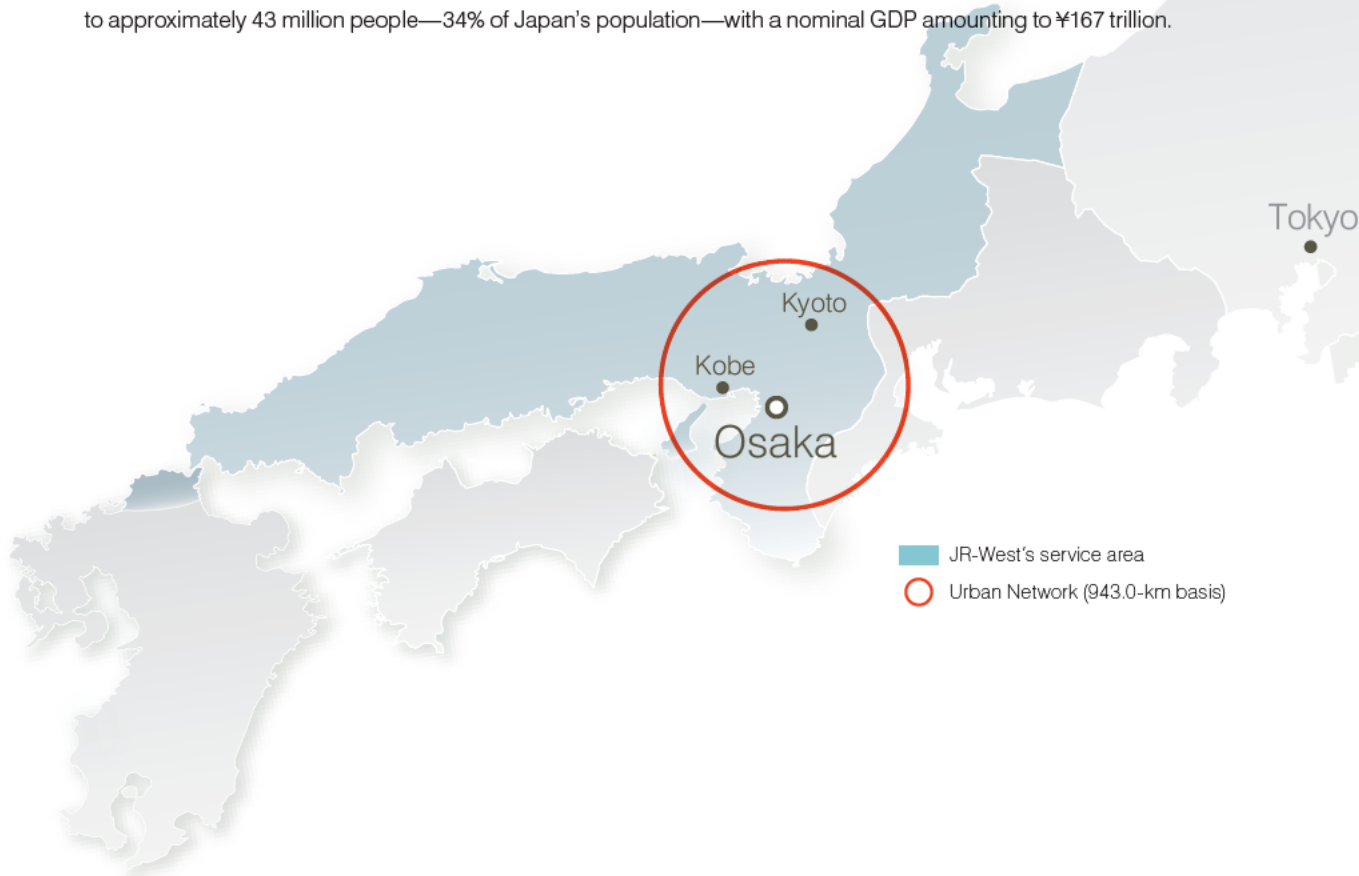 to approximately 43 million people—34% of Japan’s population—with a nominal GDP amounting to ¥167 trillion.
Tokyo
Kyoto
Kobe
Osaka
JR-West’s service area
Urban Network (943.0-km basis)